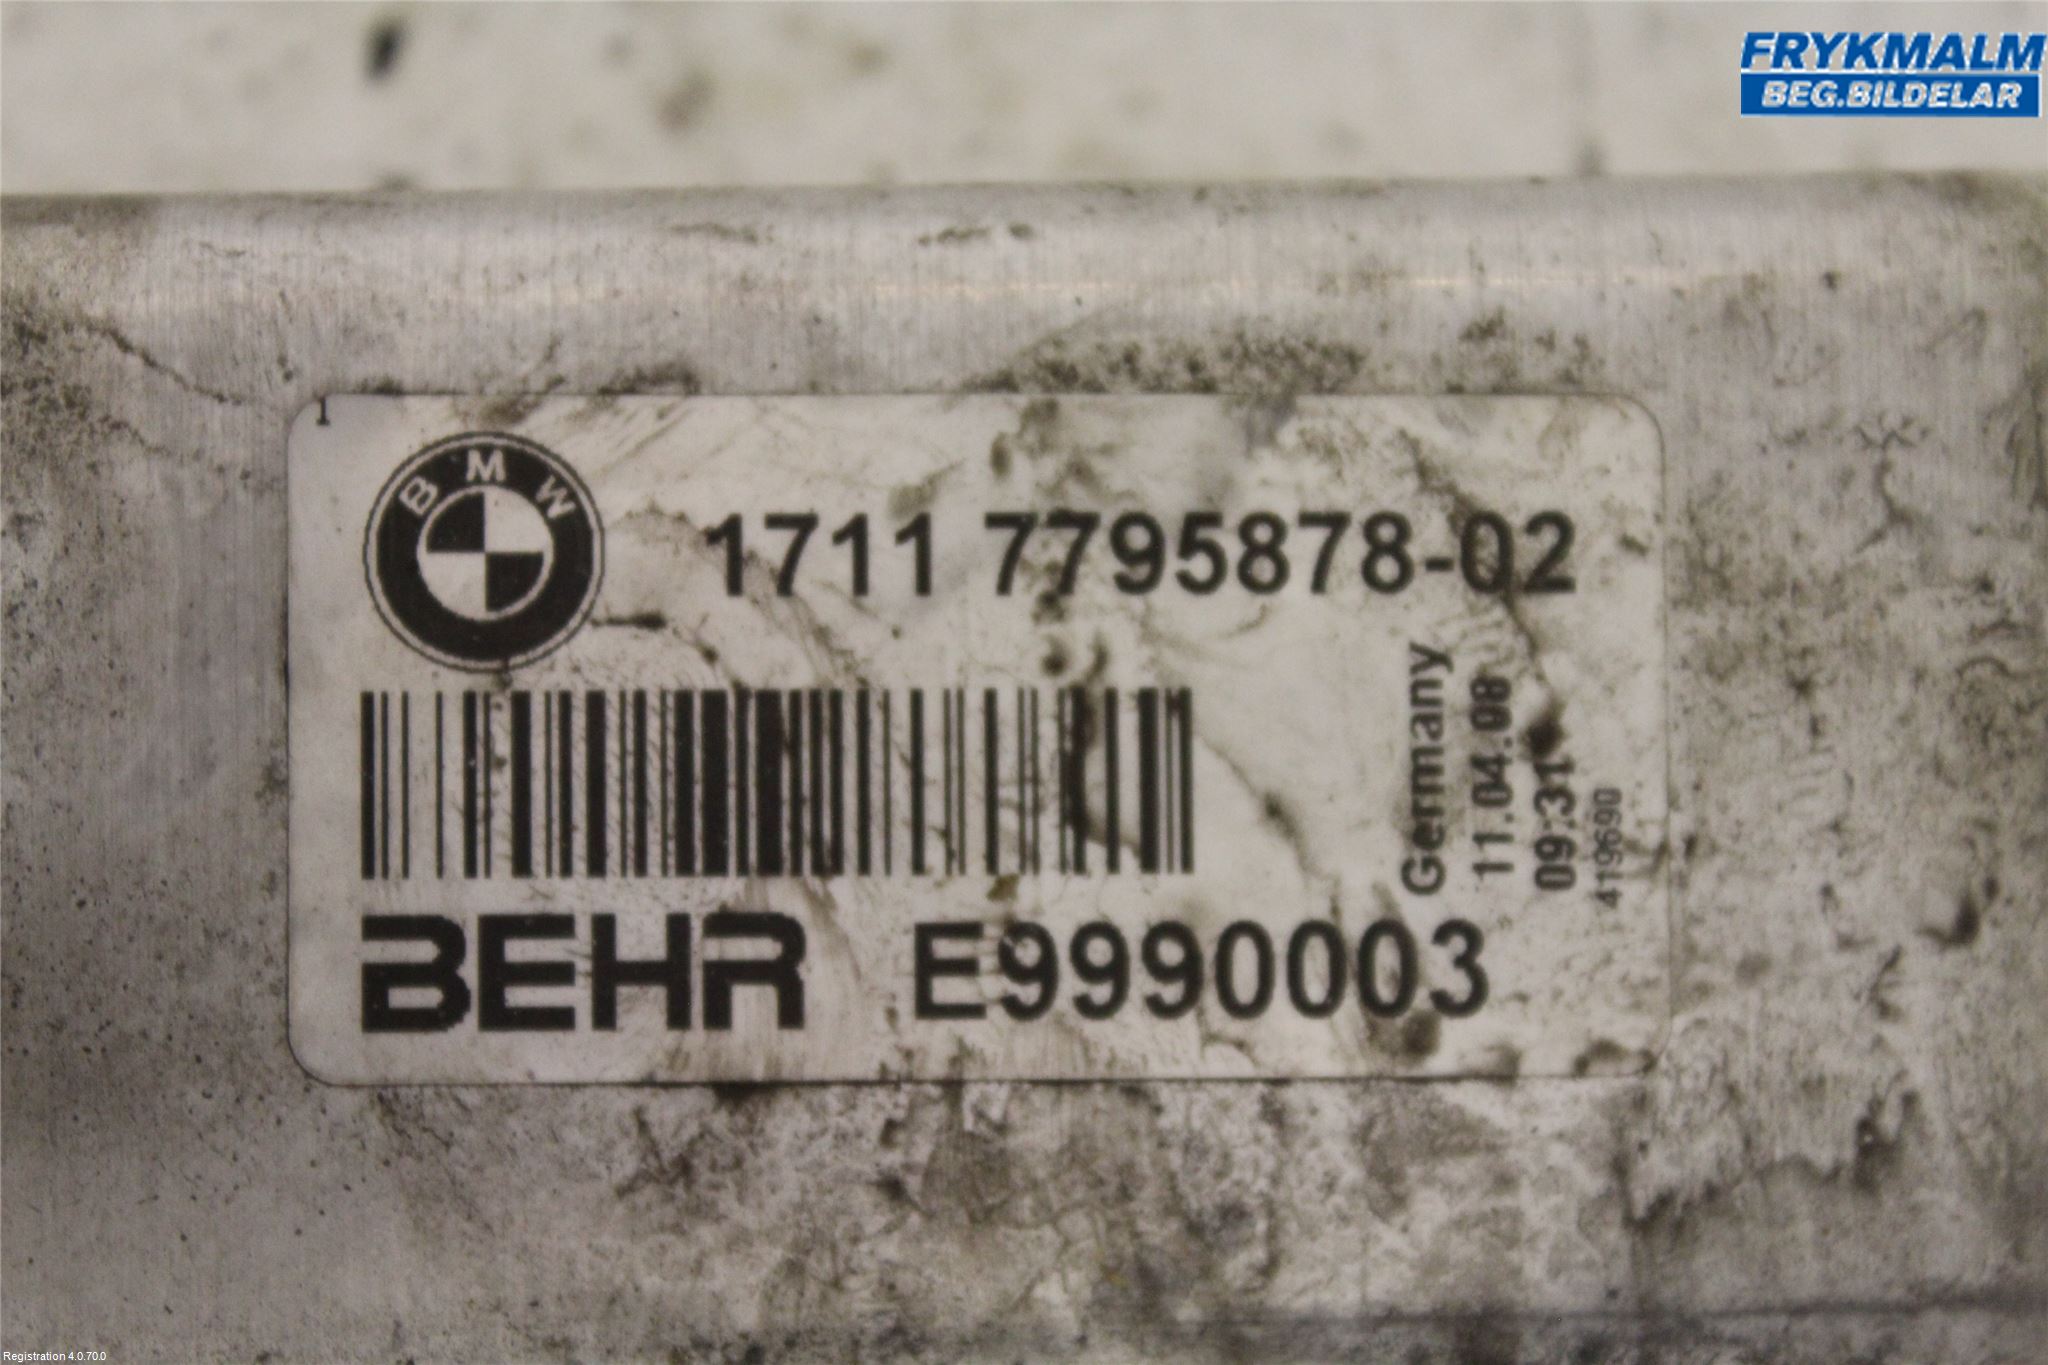 FRYKMALM
BEG.BILDELAR
1
BMW
1711 7795878-02
Germany
11.04.08
09:31
419690
BEHR E9990003
Registration 4.0.70.0